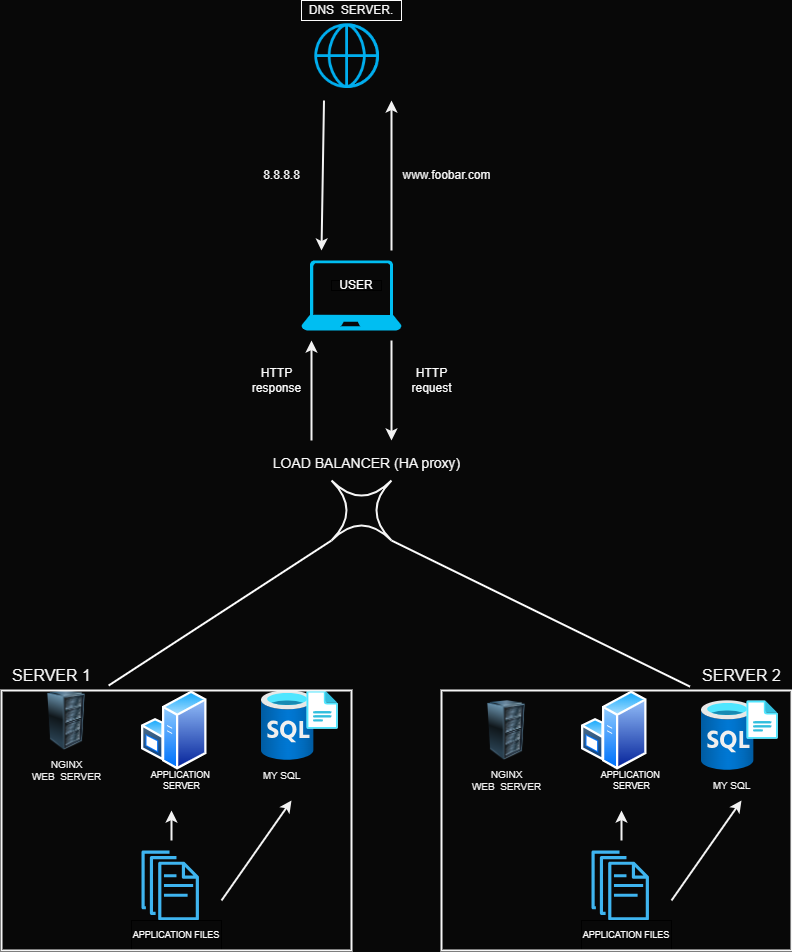 DNS SERVER.
8.8.8.8
www.foobar.com
USER
HTTP
response
HTTP
request
LOAD BALANCER (HA proxy)
SERVER 1
SERVER 2
SQL
NGINX
WEB SERVER
APPLICATION
SERVER
MY SQL
APPLICATION FILES
SQL
NGINX
WEB SERVER
APPLICATION
SERVER
MY SQL
APPLICATION FILES